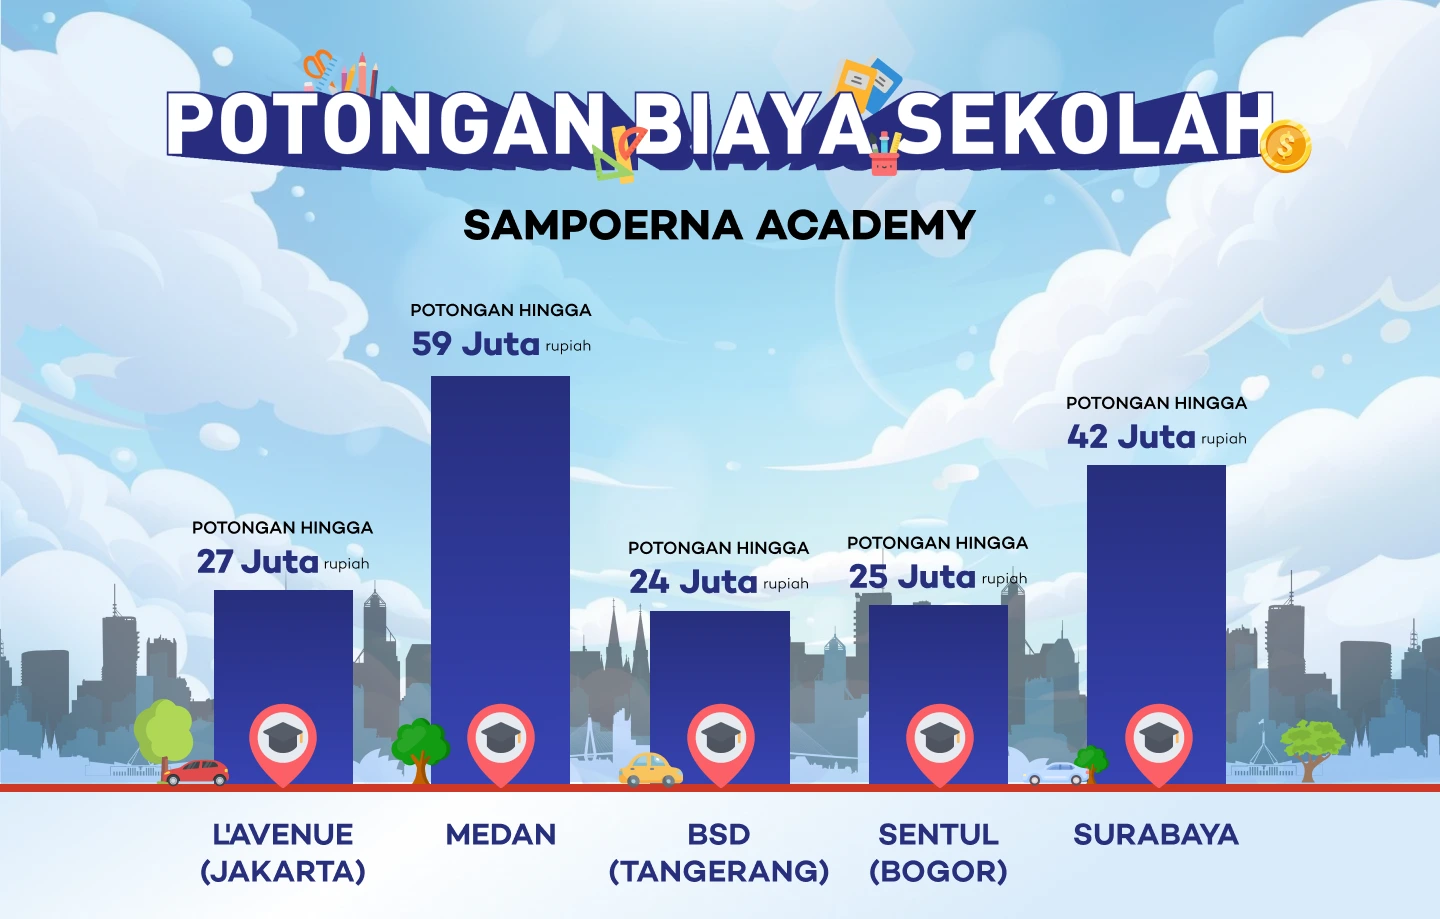 POTONGAN BIAYA SEKOLAH
SAMPOERNA ACADEMY
POTONGAN HINGGA
27 Juta rupiah
POTONGAN HINGGA
59 Juta rupiah
POTONGAN HINGGA
24 Juta rupiah
POTONGAN HINGGA
25 Juta rupiah
POTONGAN HINGGA
42 Juta rupiah
L'AVENUE
(JAKARTA)
MEDAN
BSD
(TANGERANG)
SENTUL
(BOGOR)
SURABAYA
$